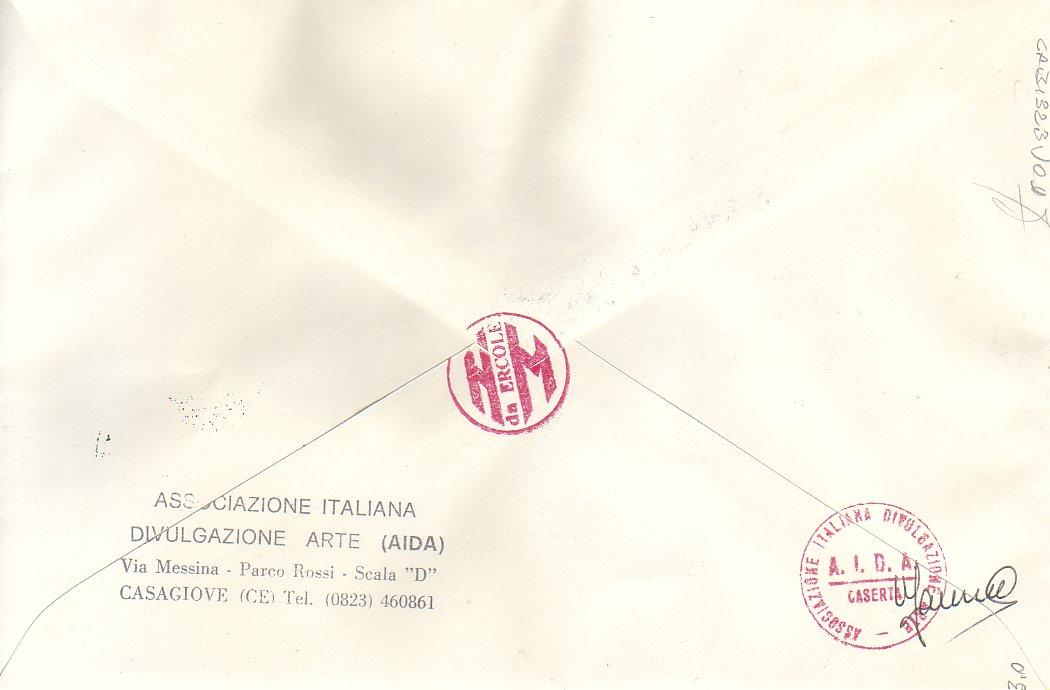 da ERCOLE
ASSOCIAZIONE ITALIANA
DIVULGAZIONE ARTE (AIDA)
Via Messina - Parco Rossi - Scala "D"
CASAGIOVE (CE) Tel. (0823) 460861
ASSOCIAZIONE ITALIANA DIVULGAZIONE ARTE
A. I. D. A.
CASERTA